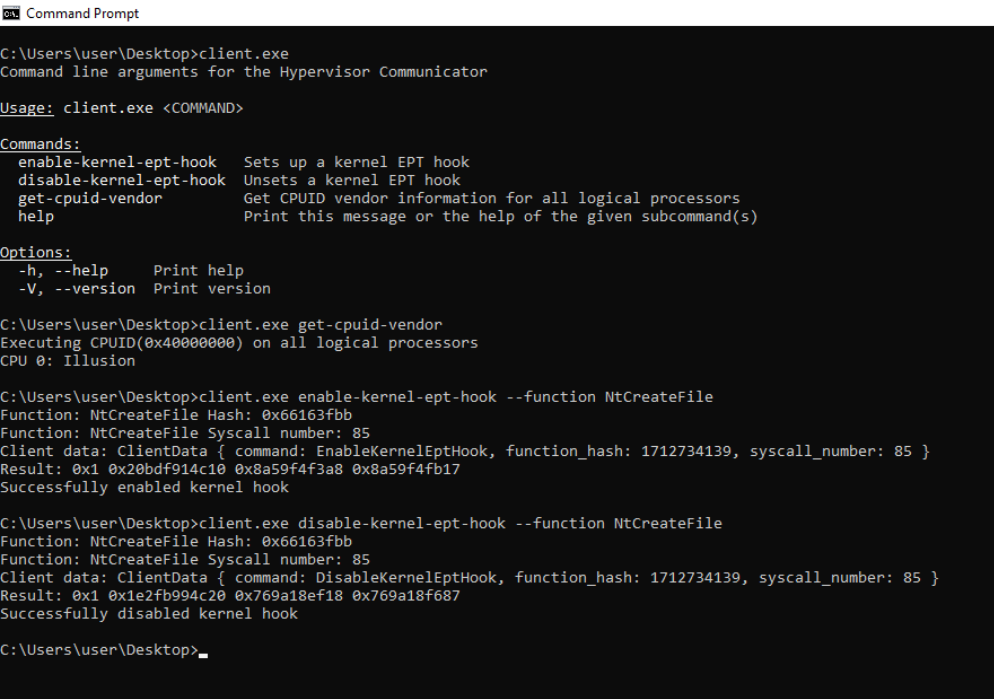 Command Prompt
C:\Users\user\Desktop>client.exe
Command line arguments for the Hypervisor Communicator
Usage: client.exe <COMMAND>
Commands:
enable-kernel-ept-hook   Sets up a kernel EPT hook
disable-kernel-ept-hook  Unsets a kernel EPT hook
get-cpuid-vendor         Get CPUID vendor information for all logical processors
help                     Print this message or the help of the given subcommand(s)
Options:
-h, --help     Print help
-V, --version  Print version
C:\Users\user\Desktop>client.exe get-cpuid-vendor
Executing CPUID(0x40000000) on all logical processors
CPU 0: Illusion
C:\Users\user\Desktop>client.exe enable-kernel-ept-hook --function NtCreateFile
Function: NtCreateFile Hash: 0x66163fbb
Function: NtCreateFile Syscall number: 85
Client data: ClientData { command: EnableKernelEptHook, function_hash: 1712734139, syscall_number: 85 }
Result: 0x1 0x20bdf914c10 0x8a59f4f3a8 0x8a59f4fb17
Successfully enabled kernel hook
C:\Users\user\Desktop>client.exe disable-kernel-ept-hook --function NtCreateFile
Function: NtCreateFile Hash: 0x66163fbb
Function: NtCreateFile Syscall number: 85
Client data: ClientData { command: DisableKernelEptHook, function_hash: 1712734139, syscall_number: 85 }
Result: 0x1 0x1e2fb994c20 0x769a18ef18 0x769a18f687
Successfully disabled kernel hook
C:\Users\user\Desktop>